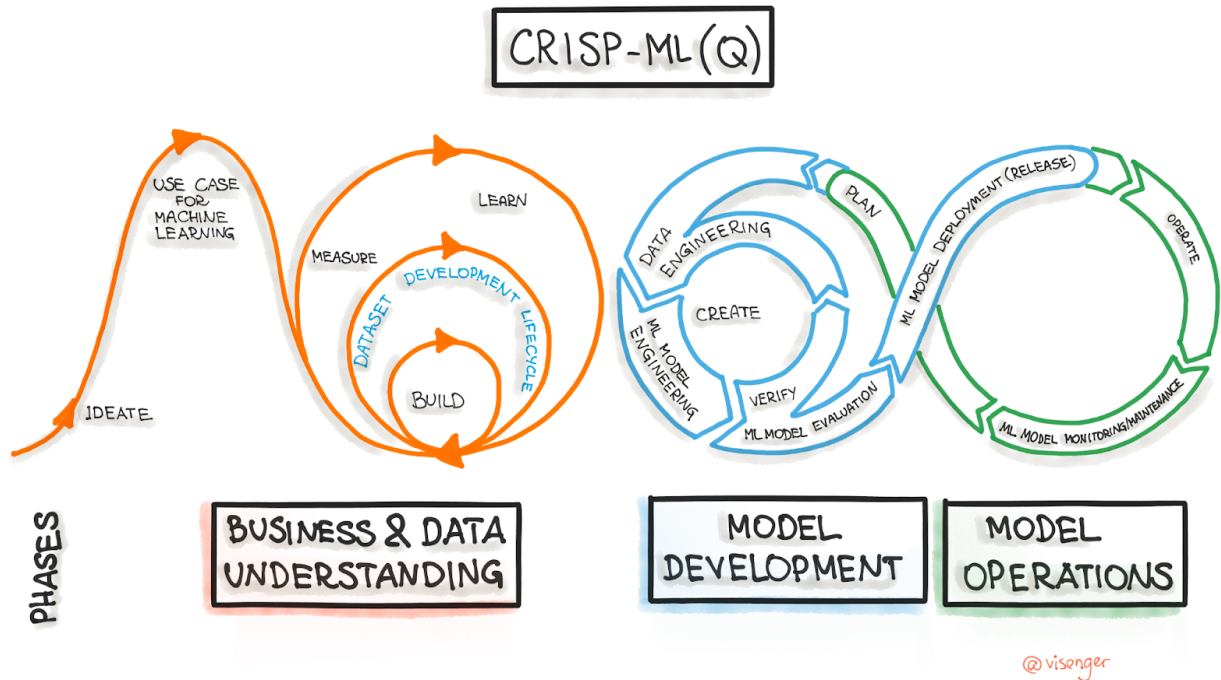 CRISP-ML(Q)
IDEATE
USE CASE
FOR
MACHINE
LEARNING
MEASURE
LEARN
DATASET DEVELOPMENT LIFECYCLE
BUILD
DATA
ENGINEERING
CREATE
ML MODEL
ENGINEERING
VERIFY
ML MODEL EVALUATION
PLAN
ML MODEL DEPLOYMENT (RELEASE)
OPERATE
ML MODEL MONITORING/MAINTENANCE
PHASES
BUSINESS & DATA
UNDERSTANDING
MODEL
DEVELOPMENT
MODEL
OPERATIONS
@visenger